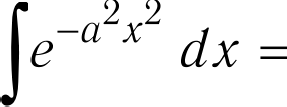 ∫e^{-a^2x^2} dx =